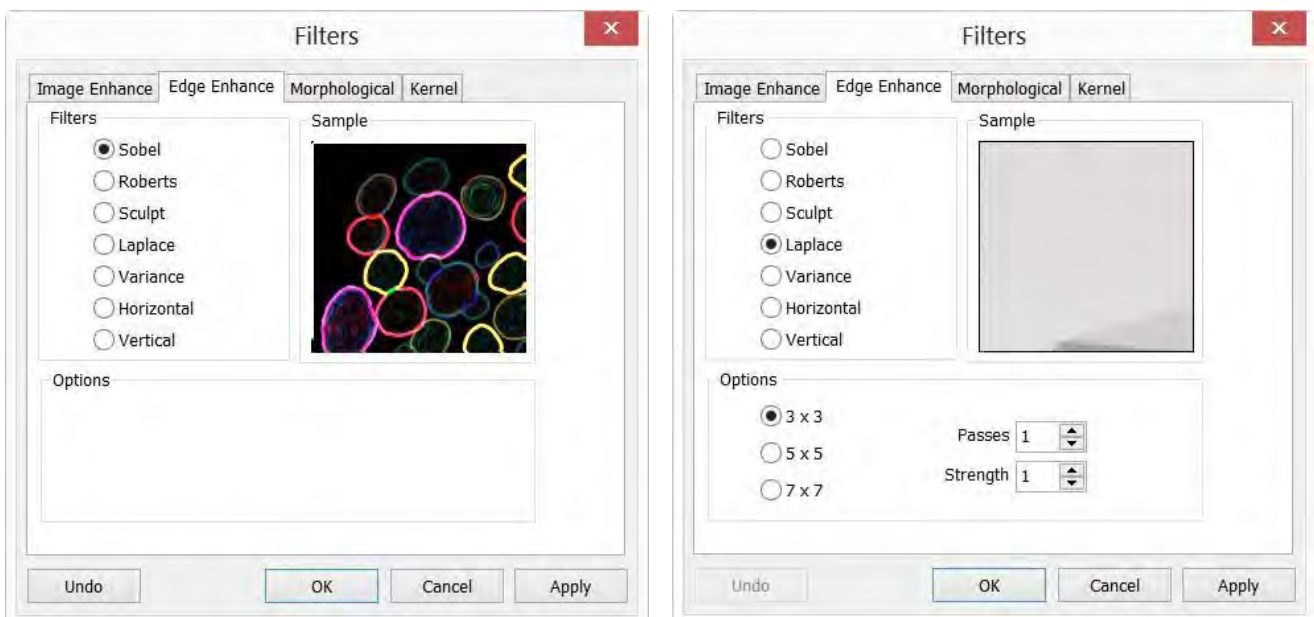 Filters
Image Enhance Edge Enhance Morphological Kernel
Filters
Sobel
Roberts
Sculpt
Laplace
Variance
Horizontal
Vertical
Sample
Options
Undo OK Cancel Apply
Filters
Image Enhance Edge Enhance Morphological Kernel
Filters
Sobel
Roberts
Sculpt
Laplace
Variance
Horizontal
Vertical
Sample
Options
3 x 3
5 x 5
7 x 7
Passes 1
Strength 1
Undo OK Cancel Apply